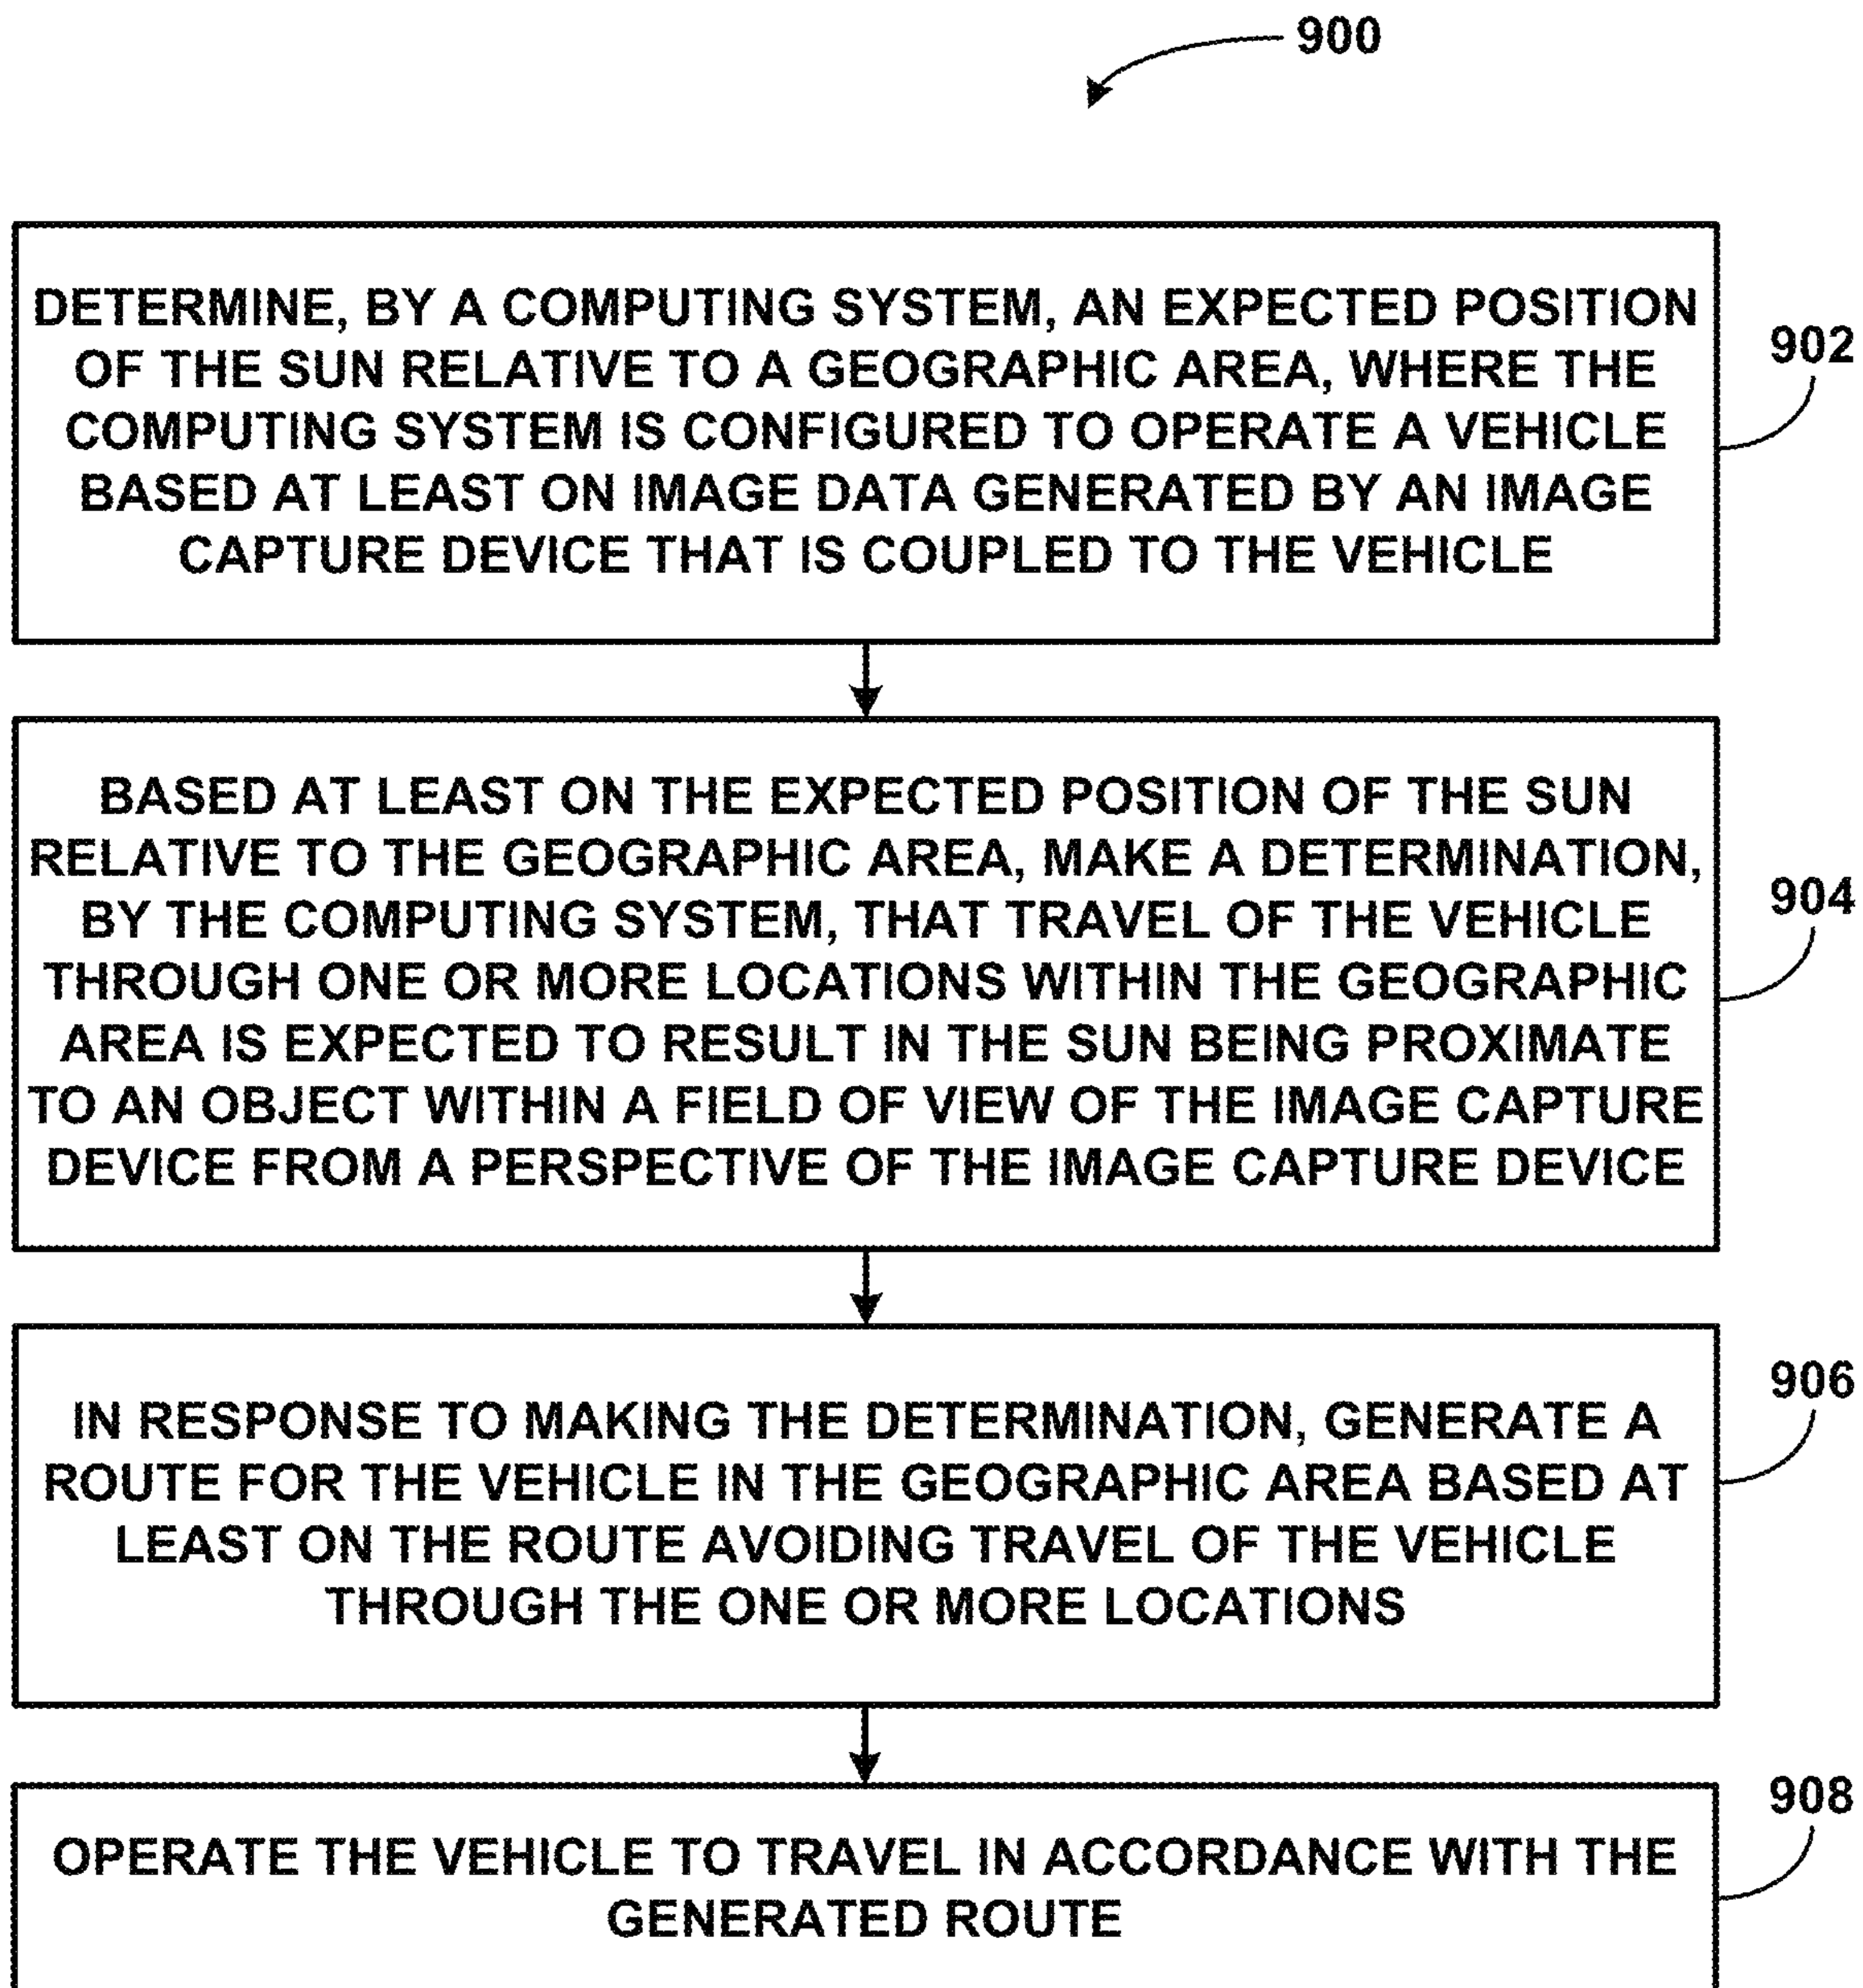 900
DETERMINE, BY A COMPUTING SYSTEM, AN EXPECTED POSITION
OF THE SUN RELATIVE TO A GEOGRAPHIC AREA, WHERE THE
COMPUTING SYSTEM IS CONFIGURED TO OPERATE A VEHICLE
BASED AT LEAST ON IMAGE DATA GENERATED BY AN IMAGE
CAPTURE DEVICE THAT IS COUPLED TO THE VEHICLE
902
BASED AT LEAST ON THE EXPECTED POSITION OF THE SUN
RELATIVE TO THE GEOGRAPHIC AREA, MAKE A DETERMINATION,
BY THE COMPUTING SYSTEM, THAT TRAVEL OF THE VEHICLE
THROUGH ONE OR MORE LOCATIONS WITHIN THE GEOGRAPHIC
AREA IS EXPECTED TO RESULT IN THE SUN BEING PROXIMATE
TO AN OBJECT WITHIN A FIELD OF VIEW OF THE IMAGE CAPTURE
DEVICE FROM A PERSPECTIVE OF THE IMAGE CAPTURE DEVICE
904
IN RESPONSE TO MAKING THE DETERMINATION, GENERATE A
ROUTE FOR THE VEHICLE IN THE GEOGRAPHIC AREA BASED AT
LEAST ON THE ROUTE AVOIDING TRAVEL OF THE VEHICLE
THROUGH THE ONE OR MORE LOCATIONS
906
OPERATE THE VEHICLE TO TRAVEL IN ACCORDANCE WITH THE
GENERATED ROUTE
908